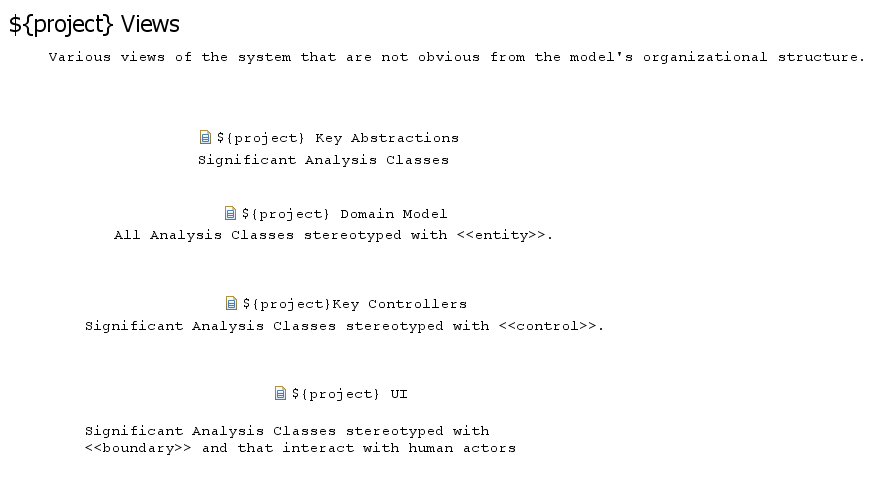 ${project} Views
Various views of the system that are not obvious from the model's organizational structure.
${project} Key Abstractions
Significant Analysis Classes
${project} Domain Model
All Analysis Classes stereotyped with <<entity>>.
${project}Key Controllers
Significant Analysis Classes stereotyped with <<control>>.
${project} UI
Significant Analysis Classes stereotyped with
<<boundary>> and that interact with human actors